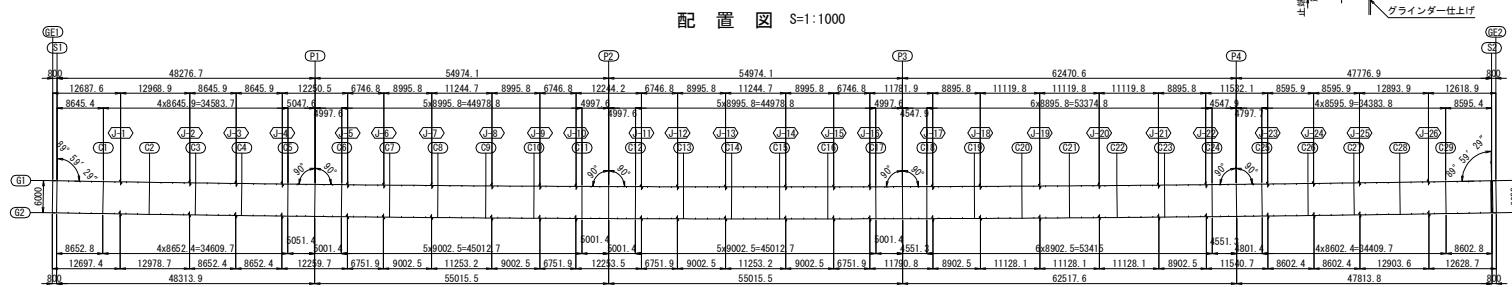 配 置 図 S=1:1000
グラインダー仕上げ
GE1 GE2
S1 P1 P2 P3 P4 S2
800 48276.7 54974.1 54974.1 62470.6 47776.9 800
12687.6 12968.9 8645.9 8645.9 12250.5 6746.8 8995.8 11244.7 8995.8 6746.8 12244.2 6746.8 8995.8 11244.7 8995.8 6746.8 11781.9 8895.8 11119.8 11119.8 11119.8 8895.8 11532.1 8595.9 8595.9 12893.9 12618.9
8645.4 4x8645.9=34583.7 5047.6 5x8995.8=44978.8 4997.6 5x8995.8=44978.8 4997.6 6x8895.8=53374.8 4547.9 4x8595.9=34383.8 8595.4
4997.6 4997.6 4547.9 4797.7
J-1 J-2 J-3 J-4 J-5 J-6 J-7 J-8 J-9 J-10 J-11 J-12 J-13 J-14 J-15 J-16 J-17 J-18 J-19 J-20 J-21 J-22 J-23 J-24 J-25 J-26
C1 C2 C3 C4 C5 C6 C7 C8 C9 C10 C11 C12 C13 C14 C15 C16 C17 C18 C19 C20 C21 C22 C23 C24 C25 C26 C27 C28 C29
89° 59′ 29″ 90° 90° 90° 90° 90° 90° 90° 90° 89° 59′ 29″
G1
6000
G2
5051.4 5001.4 5001.4 4551.3
8652.8 4x8652.4=34609.7 5001.4 5x9002.5=45012.7 5001.4 5x9002.5=45012.7 4551.3 6x8902.5=53415 4801.4 4x8602.4=34409.7 8602.8
12697.4 12978.7 8652.4 8652.4 12259.7 6751.9 9002.5 11253.2 9002.5 6751.9 12253.5 6751.9 9002.5 11253.2 9002.5 6751.9 11790.8 8902.5 11128.1 11128.1 11128.1 8902.5 11540.7 8602.4 8602.4 12903.6 12628.7
800 48313.9 55015.5 55015.5 62517.6 47813.8 800